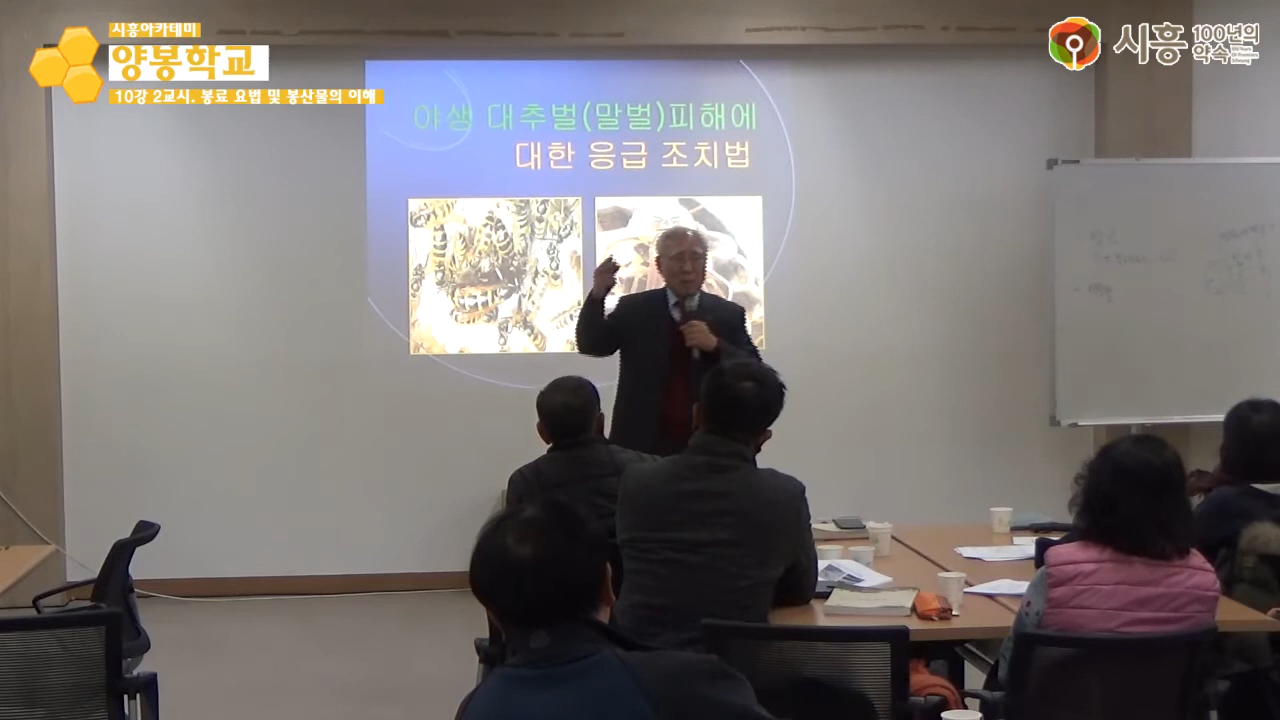 시흥아카데미
양봉학교
10강 2교시. 봉료 요법 및 봉산물의 이해
시흥 100년의 약속
야생 대추벌(말벌)피해에
대한 응급 조치법